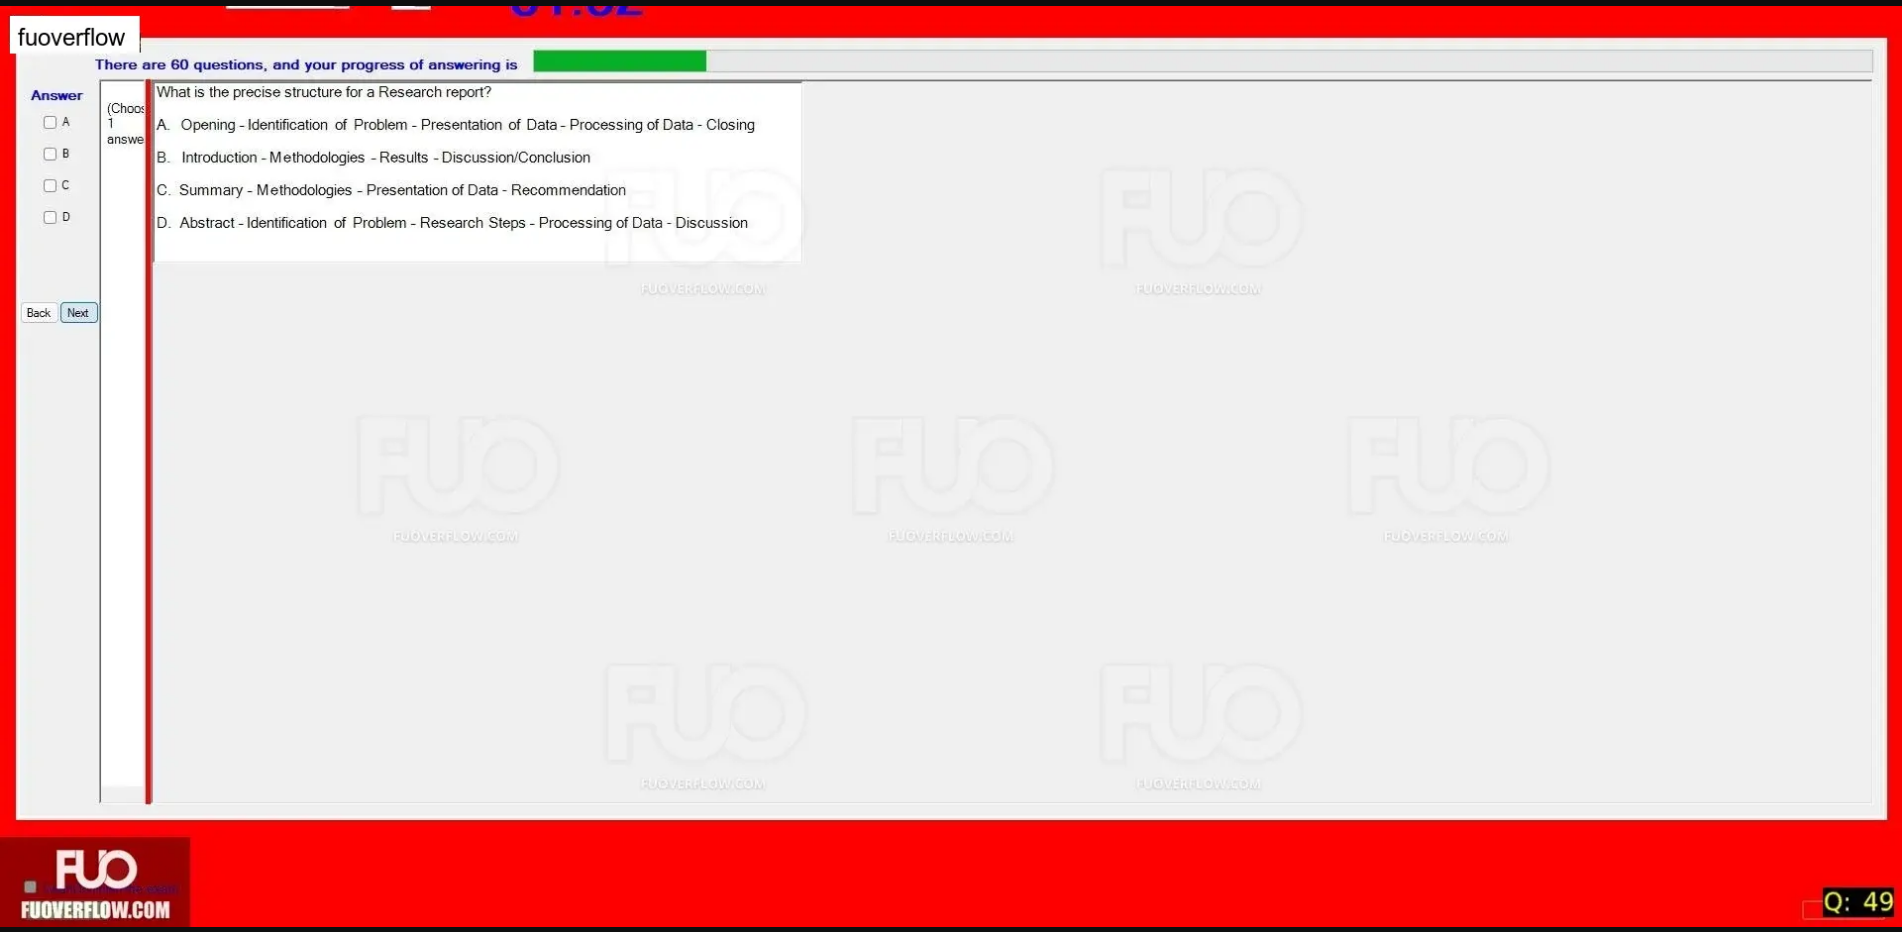 fuoverflow
There are 60 questions, and your progress of answering is
Answer
A
B
C
D
Back
Next
(Choos
1
answe
What is the precise structure for a Research report?
A. Opening - Identification of Problem - Presentation of Data - Processing of Data - Closing
B. Introduction - Methodologies - Results - Discussion/Conclusion
C. Summary - Methodologies - Presentation of Data - Recommendation
D. Abstract - Identification of Problem - Research Steps - Processing of Data - Discussion
FUO
FUOVERFLOW.COM
FUO
FUOVERFLOW.COM
FUO
FUOVERFLOW.COM
FUO
FUOVERFLOW.COM
FUO
FUOVERFLOW.COM
FUO
FUOVERFLOW.COM
FUO
FUOVERFLOW.COM
FUO
FUOVERFLOW.COM
Q: 49